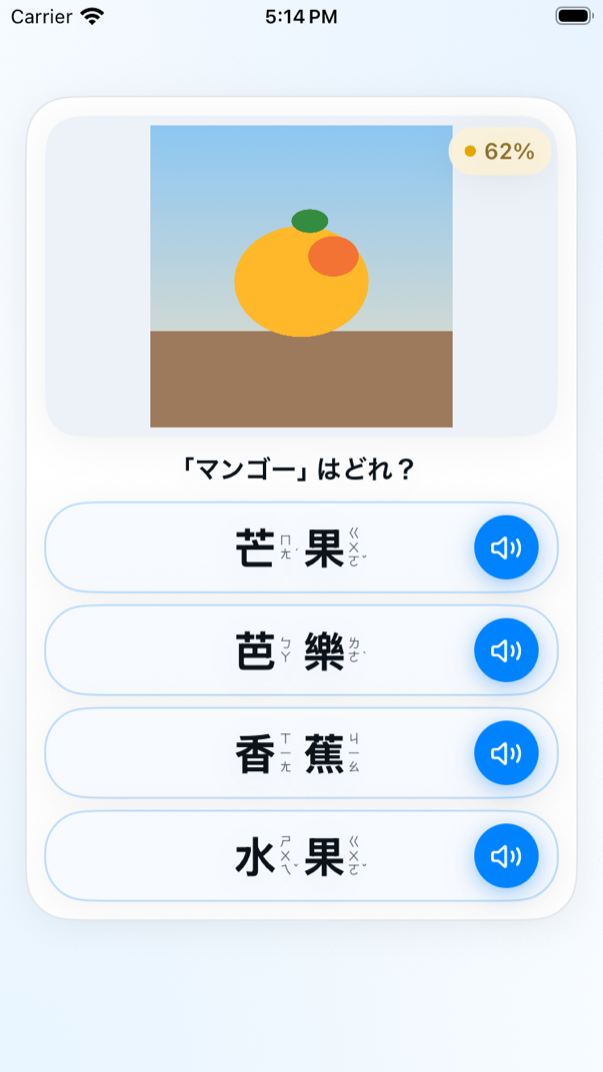 Carrier 5:14 PM
62%
「マンゴー」はどれ？
芒ㄇㄤˊ果ㄍㄨㄛˇ
芭ㄅㄚ樂ㄌㄜˋ
香ㄒㄧㄤ蕉ㄐㄧㄠ
水ㄕㄨㄟˇ果ㄍㄨㄛˇ